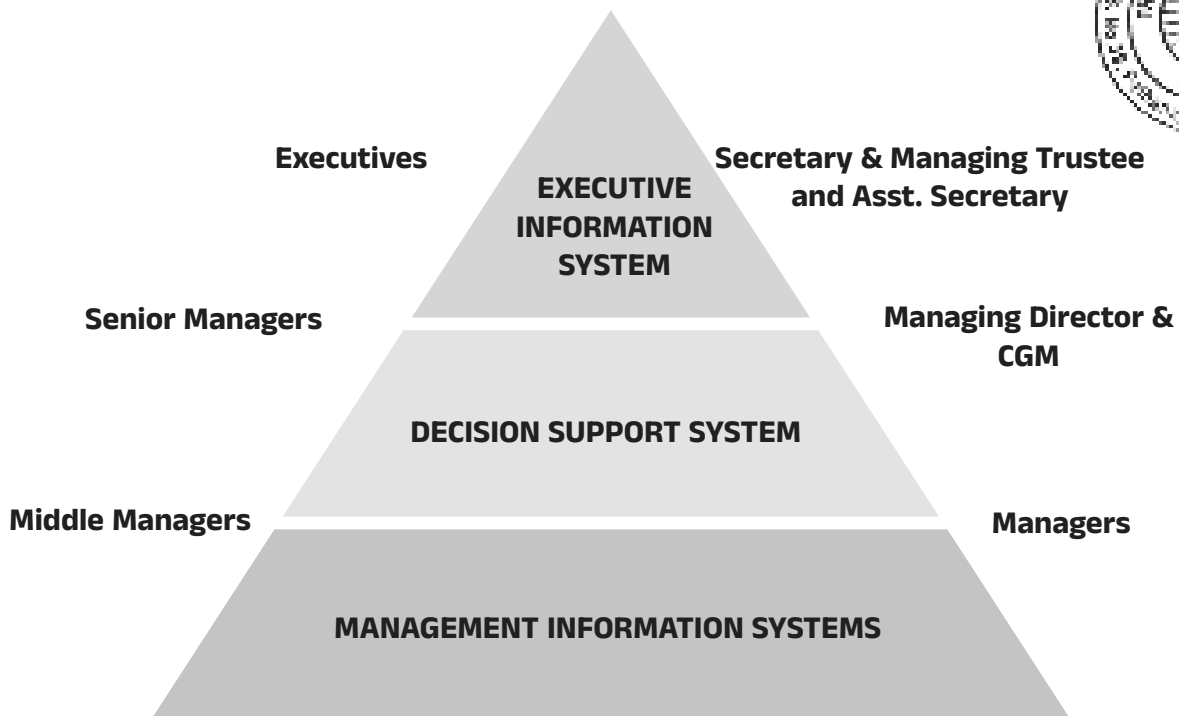 Executives
Secretary & Managing Trustee
and Asst. Secretary
EXECUTIVE
INFORMATION
SYSTEM
Senior Managers
Managing Director &
CGM
DECISION SUPPORT SYSTEM
Middle Managers
Managers
MANAGEMENT INFORMATION SYSTEMS